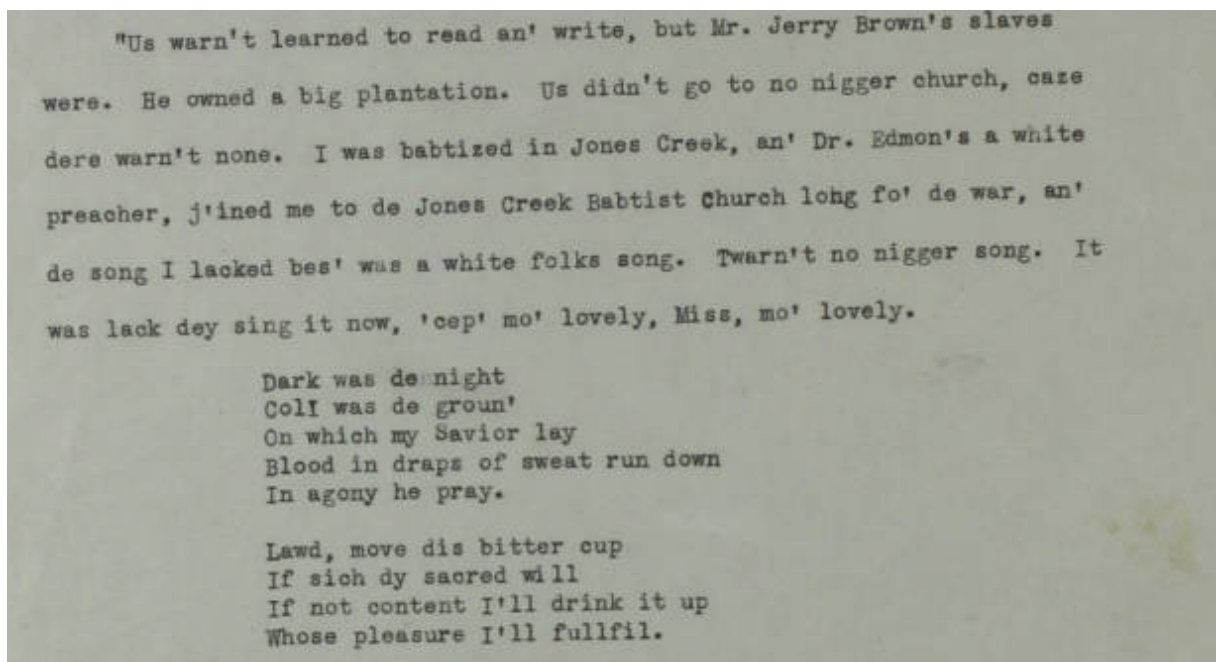 "Us warn't learned to read an' write, but Mr. Jerry Brown's slaves
were. He owned a big plantation. Us didn't go to no nigger church, caze
dere warn't none. I was babtized in Jones Creek, an' Dr. Edmon's a white
preacher, j'ined me to de Jones Creek Babtist Church long fo' de war, an'
de song I lacked bes' was a white folks song. Twarn't no nigger song. It
was lack dey sing it now, 'cep' mo' lovely, Miss, mo' lovely.
Dark was de night
ColI was de groun'
On which my Savior lay
Blood in draps of sweat run down
In agony he pray.
Lawd, move dis bitter cup
If sich dy sacred will
If not content I'll drink it up
Whose pleasure I'll fullfil.